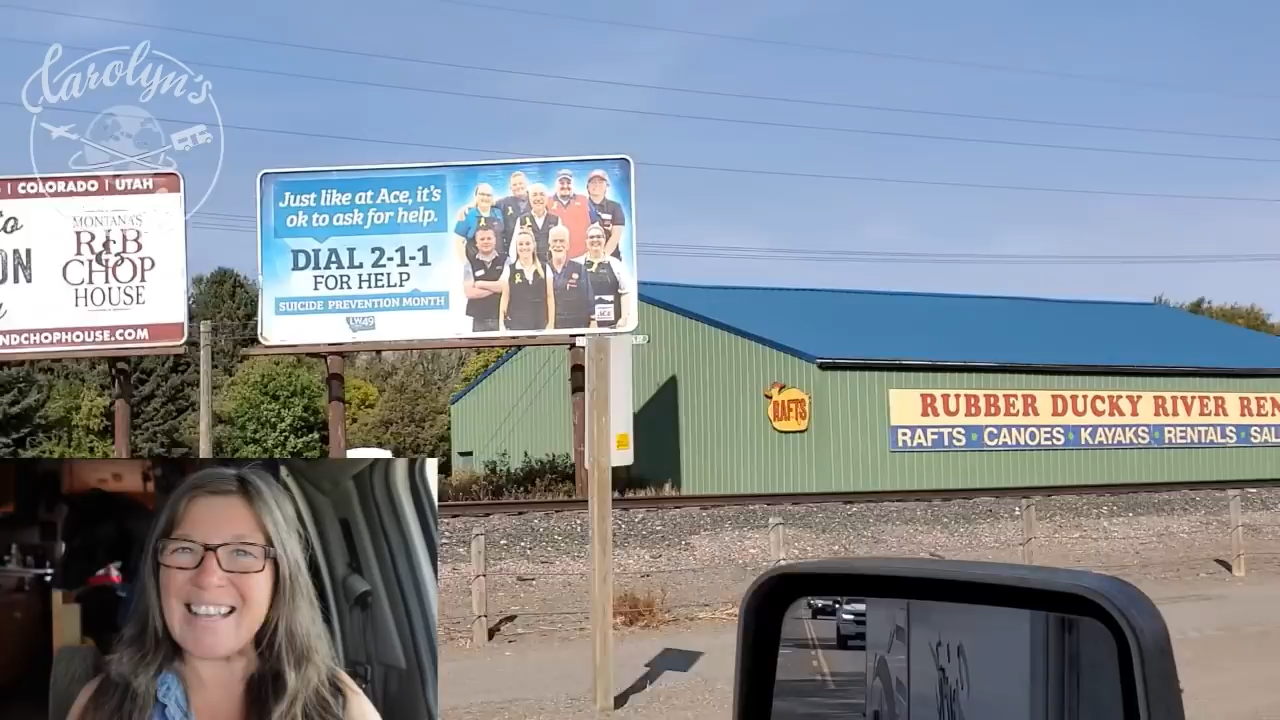 Carolyn's
| COLORADO | UTAH
MONTANA'S
RIB
&
CHOP
HOUSE
ON
NDCHOPHOUSE.COM
Just like at Ace, it's
ok to ask for help.
DIAL 2-1-1
FOR HELP
SUICIDE PREVENTION MONTH
ACE
RAFTS
RUBBER DUCKY RIVER REN
RAFTS · CANOES · KAYAKS · RENTALS · SAL